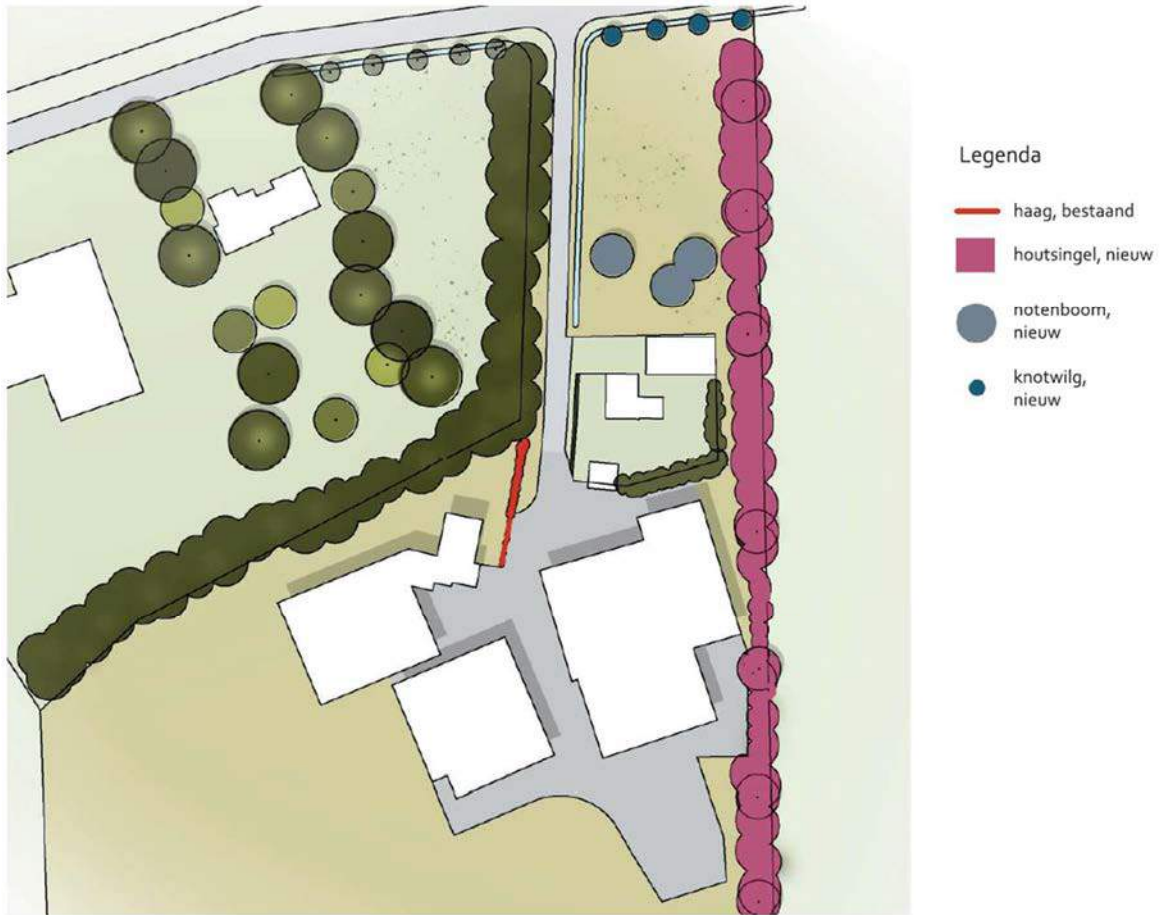 Legenda
haag, bestaand
houtsingel, nieuw
notenboom,
nieuw
knotwilg,
nieuw